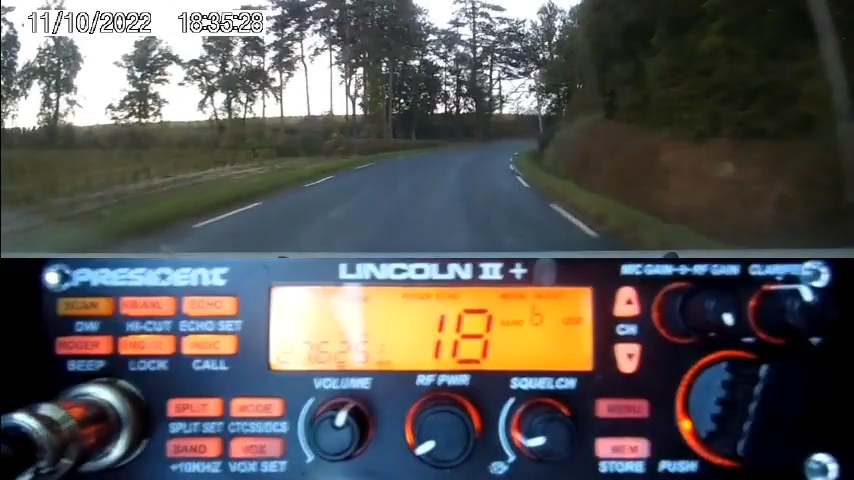 11/10/2022 18:35:28
PRESIDENT LINCOLN II + MIC GAIN RF GAIN CLARIFIER
SCAN NB/ANL ECHO
DW HI-CUT ECHO SET
18 BAND b USB
CH
ROGER
BEEP LOCK CALL
VOLUME RF PWR SQUELCH
SPLIT MODE MENU
SPLIT SET CTCSS/DCS
BAND VOX MEM
+10KHZ VOX SET STORE PUSH